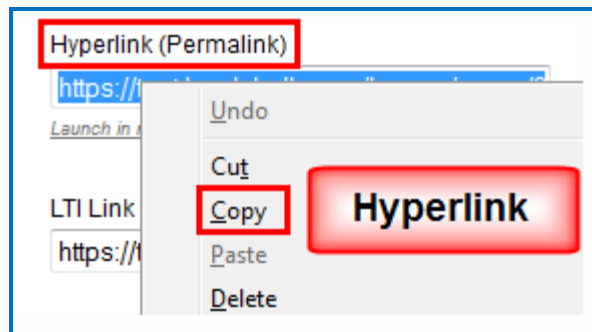 Hyperlink (Permalink)
https://t
Launch in
Undo
Cut
LTI Link
Copy
Hyperlink
https://t
Paste
Delete